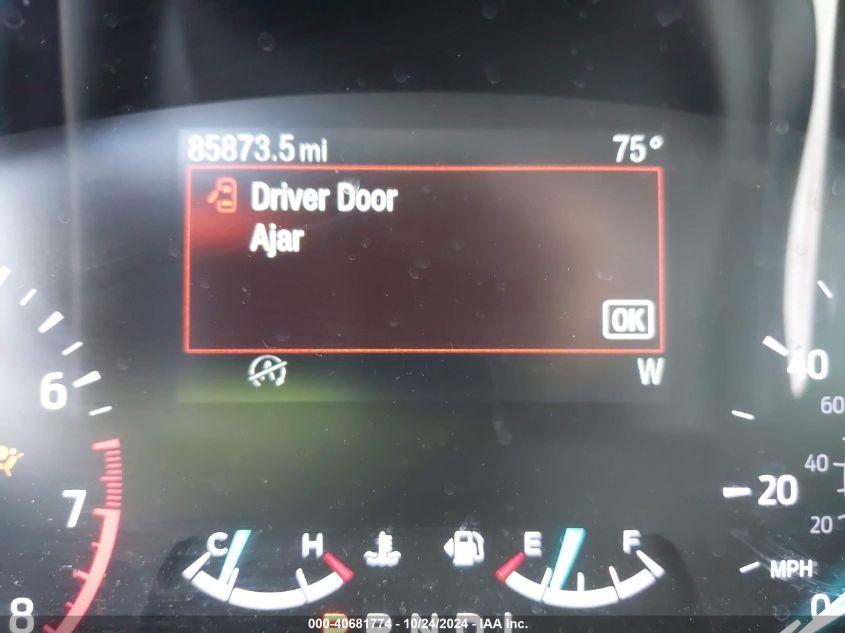 85873.5 mi 75°
Driver Door
Ajar
OK
W
6
7
8
C H
E F
40
20
0
MPH
60
40
20
R N D L
000-40681774 - 10/24/2024 - IAA Inc.